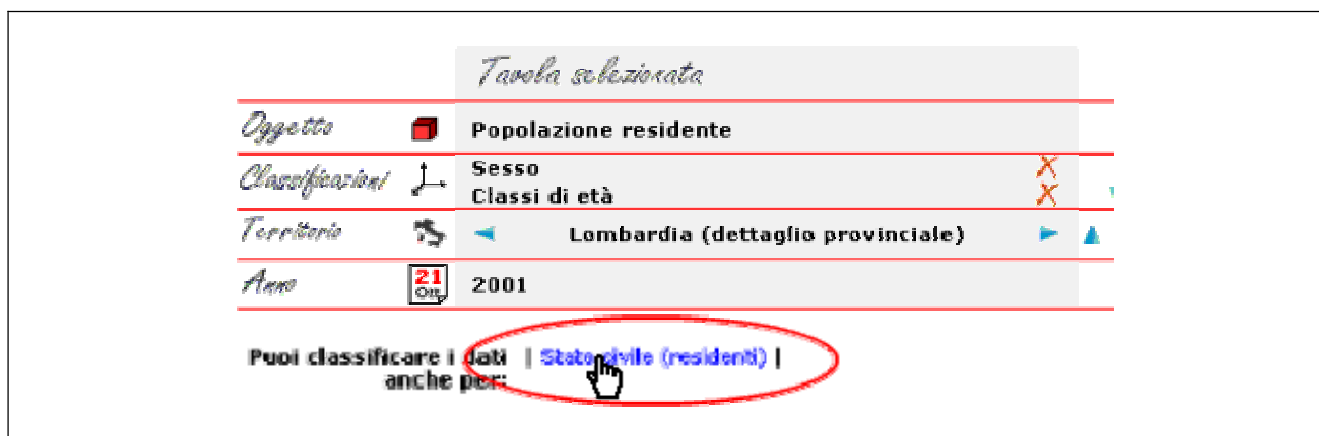 Tavola selezionata
Oggetto Popolazione residente
Classificazioni Sesso
Classi di età
Territorio Lombardia (dettaglio provinciale)
Anno 21 Ott 2001
Puoi classificare i dati | Stato civile (residenti) |
anche per: